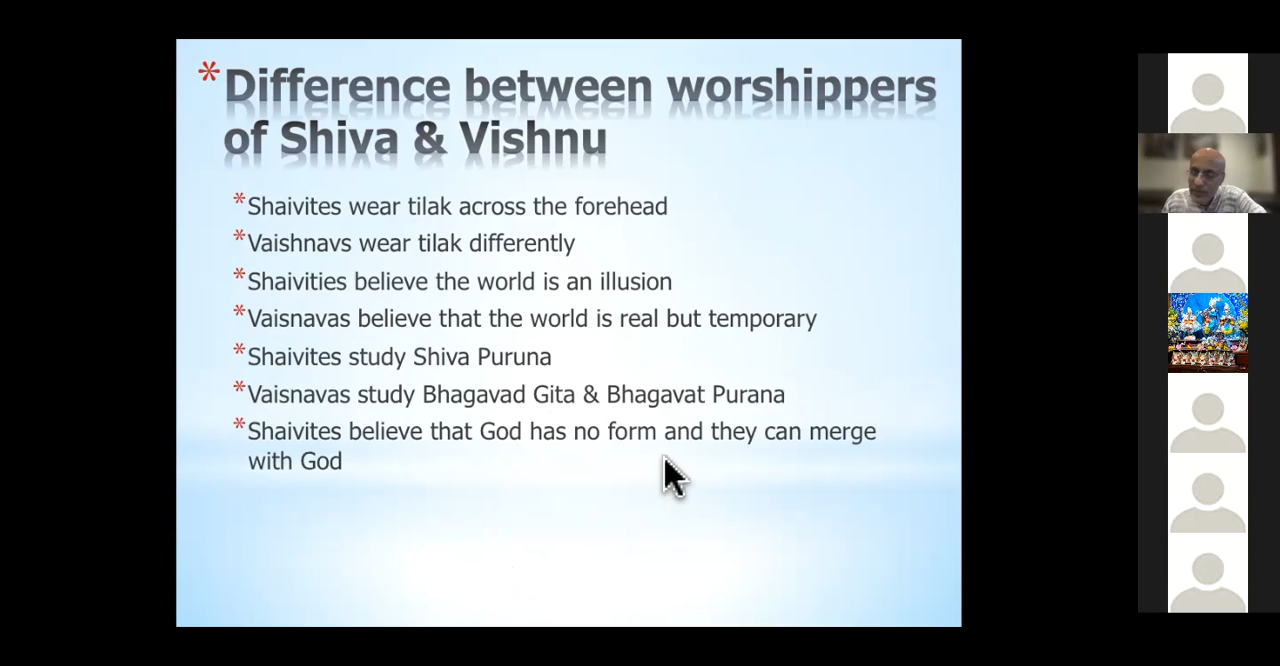 * Difference between worshippers
of Shiva & Vishnu
* Shaivites wear tilak across the forehead
* Vaishnavs wear tilak differently
* Shaivities believe the world is an illusion
* Vaisnavas believe that the world is real but temporary
* Shaivites study Shiva Puruna
* Vaisnavas study Bhagavad Gita & Bhagavat Purana
* Shaivites believe that God has no form and they can merge
with God